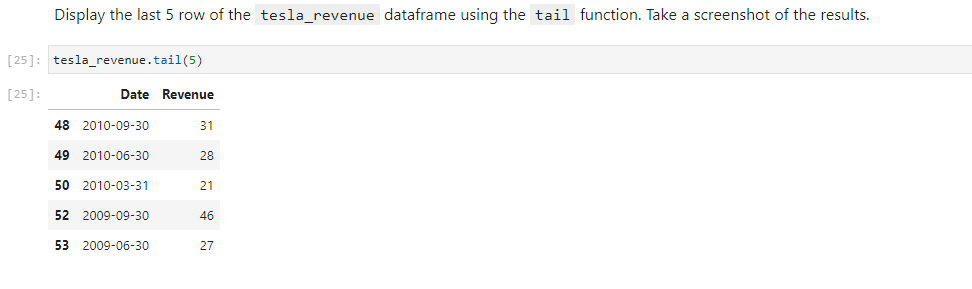 Display the last 5 row of the tesla_revenue dataframe using the tail function. Take a screenshot of the results.
[25]: tesla_revenue.tail(5)
[25]: Date Revenue
48 2010-09-30 31
49 2010-06-30 28
50 2010-03-31 21
52 2009-09-30 46
53 2009-06-30 27